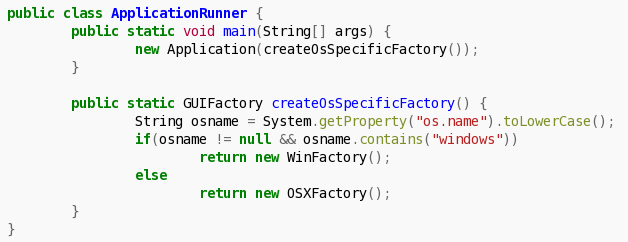 public class ApplicationRunner {
        public static void main(String[] args) {
                new Application(createOsSpecificFactory());
        }

        public static GUIFactory createOsSpecificFactory() {
                String osname = System.getProperty("os.name").toLowerCase();
                if(osname != null && osname.contains("windows"))
                        return new WinFactory();
                else
                        return new OSXFactory();
        }
}